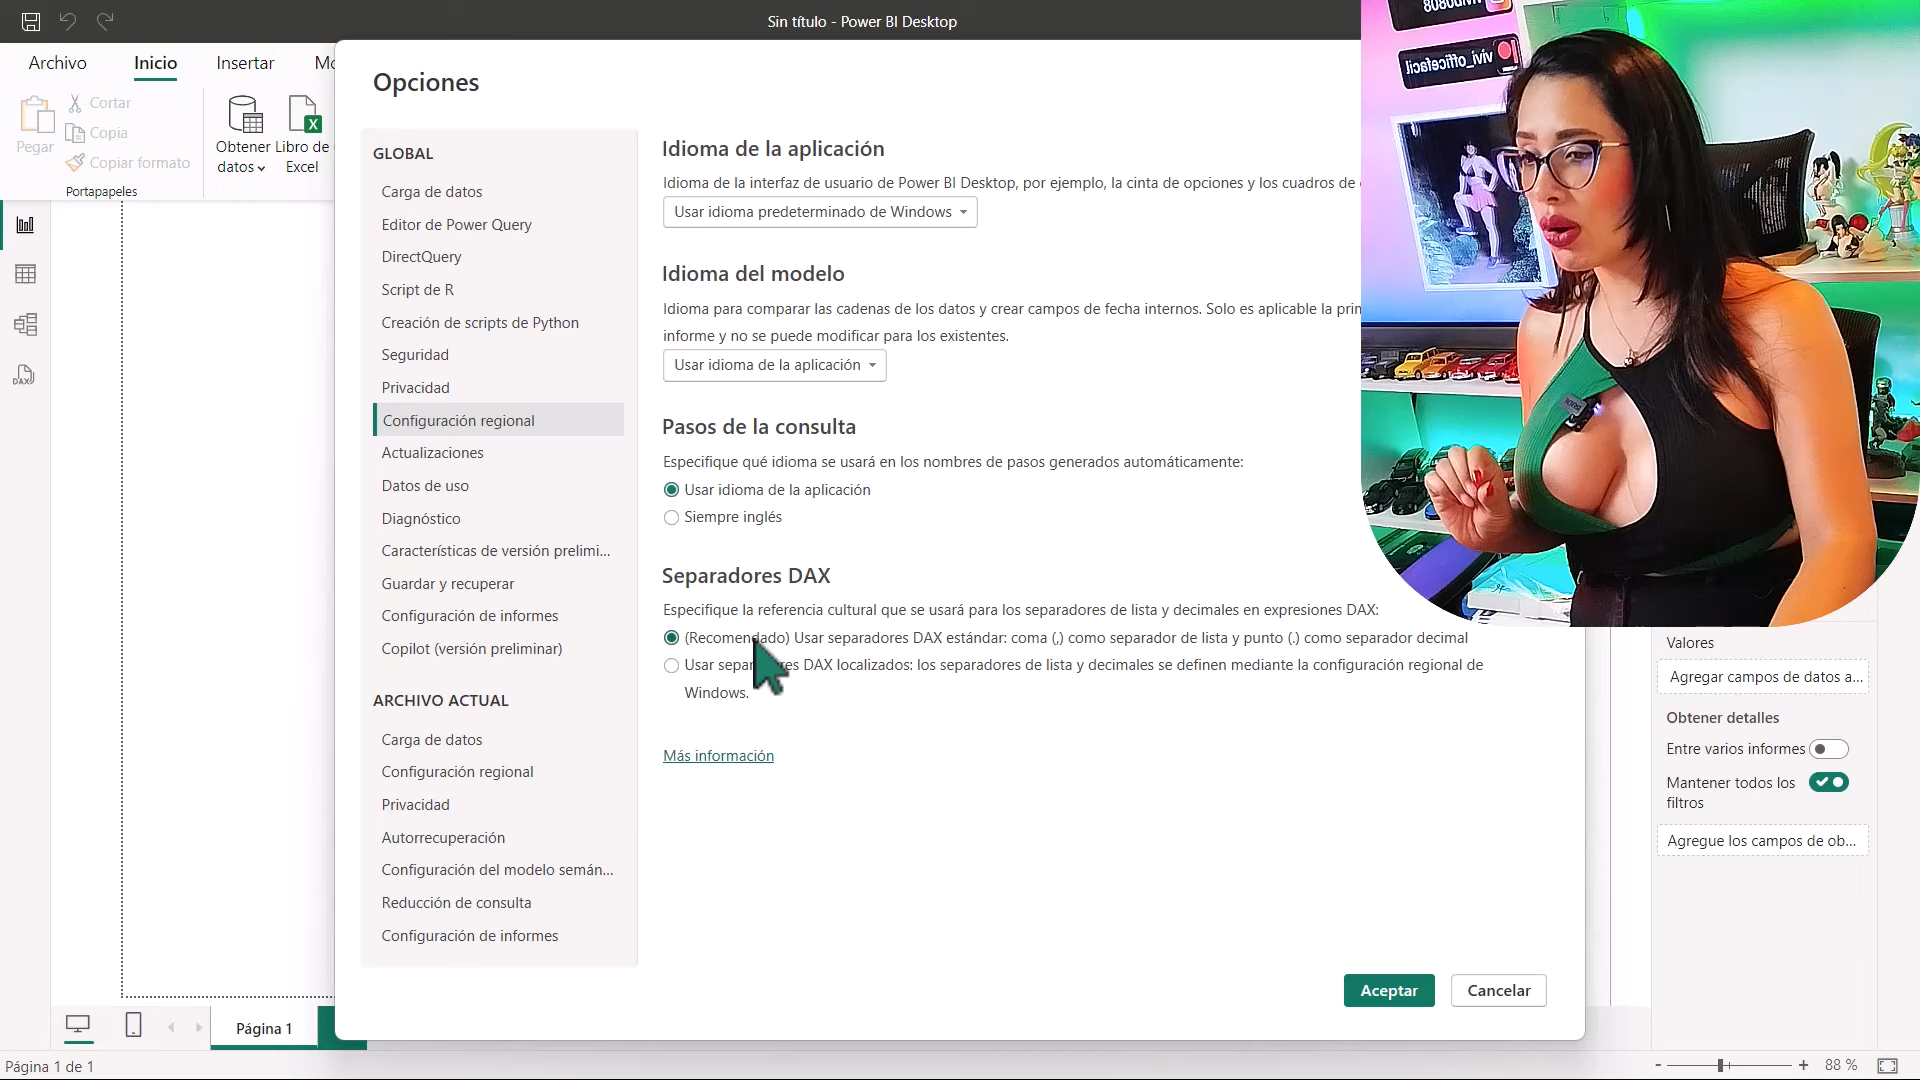 Sin título - Power BI Desktop
Archivo
Inicio
Insertar
Cortar
Copia
Copiar formato
Pegar
Portapapeles
Obtener datos
Libro de
Excel
Opciones
GLOBAL
Carga de datos
Editor de Power Query
DirectQuery
Script de R
Creación de scripts de Python
Seguridad
Privacidad
Configuración regional
Actualizaciones
Datos de uso
Diagnóstico
Características de versión prelimi...
Guardar y recuperar
Configuración de informes
Copilot (versión preliminar)
ARCHIVO ACTUAL
Carga de datos
Configuración regional
Privacidad
Autorrecuperación
Configuración del modelo semán...
Reducción de consulta
Configuración de informes
Idioma de la aplicación
Idioma de la interfaz de usuario de Power BI Desktop, por ejemplo, la cinta de opciones y los cuadros de
Usar idioma predeterminado de Windows
Idioma del modelo
Idioma para comparar las cadenas de los datos y crear campos de fecha internos. Solo es aplicable la
informe y no se puede modificar para los existentes.
Usar idioma de la aplicación
Pasos de la consulta
Especifique qué idioma se usará en los nombres de pasos generados automáticamente:
Usar idioma de la aplicación
Siempre inglés
Separadores DAX
Especifique la referencia cultural que se usará para los separadores de lista y decimales en expresiones DAX:
(Recomendado) Usar separadores DAX estándar: coma (,) como separador de lista y punto (.) como separador decimal
Usar separadores DAX localizados: los separadores de lista y decimales se definen mediante la configuración regional de
Windows.
Más información
Aceptar
Cancelar
vivi_officefacil
Valores
Agregar campos de datos a...
Obtener detalles
Entre varios informes
Mantener todos los
filtros
Agregue los campos de ob...
DAX
Página 1
Página 1 de 1
- + 88 %